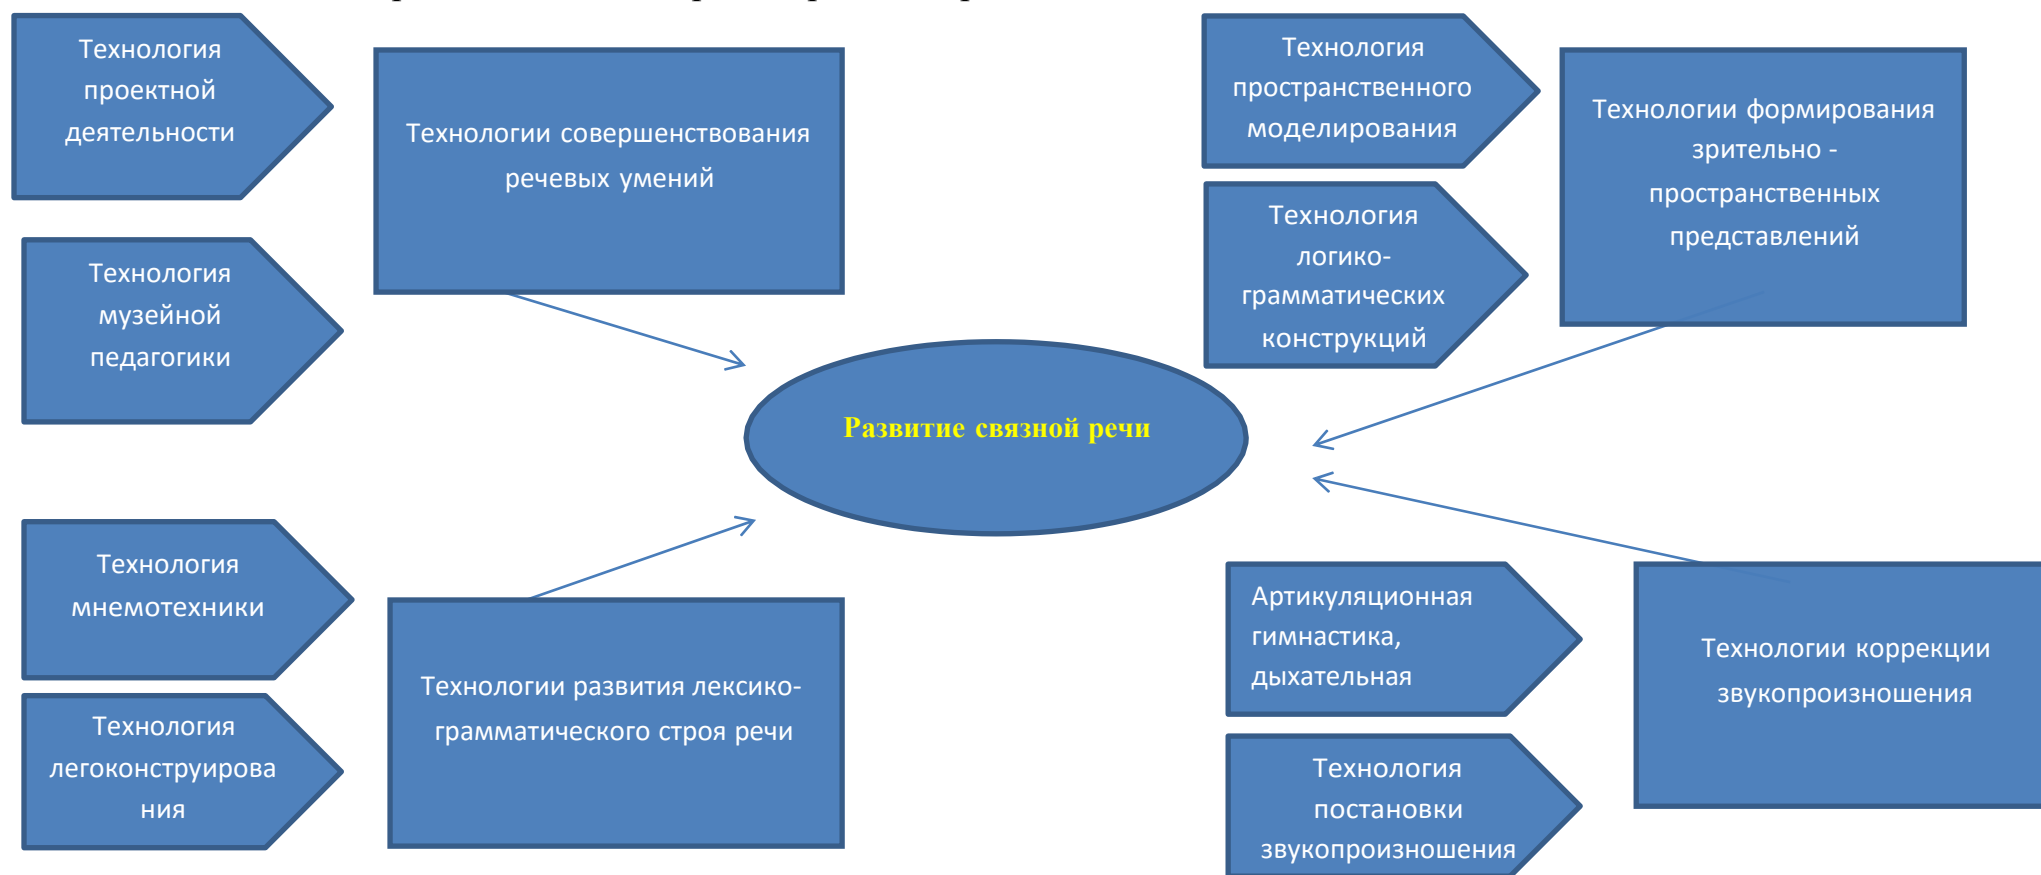 Технология
проектной
деятельности
Технологии совершенствования
речевых умений
Технология
музейной
педагогики
Технология
пространственного
моделирования
Технологии формирования
зрительно -
пространственных
представлений
Технология
логико-
грамматических
конструкций
Развитие связной речи
Технология
мнемотехники
Технология
легоконструирова
ния
Технологии развития лексико-
грамматического строя речи
Артикуляционная
гимнастика,
дыхательная
Технологии коррекции
звукопроизношения
Технология
постановки
звукопроизношения